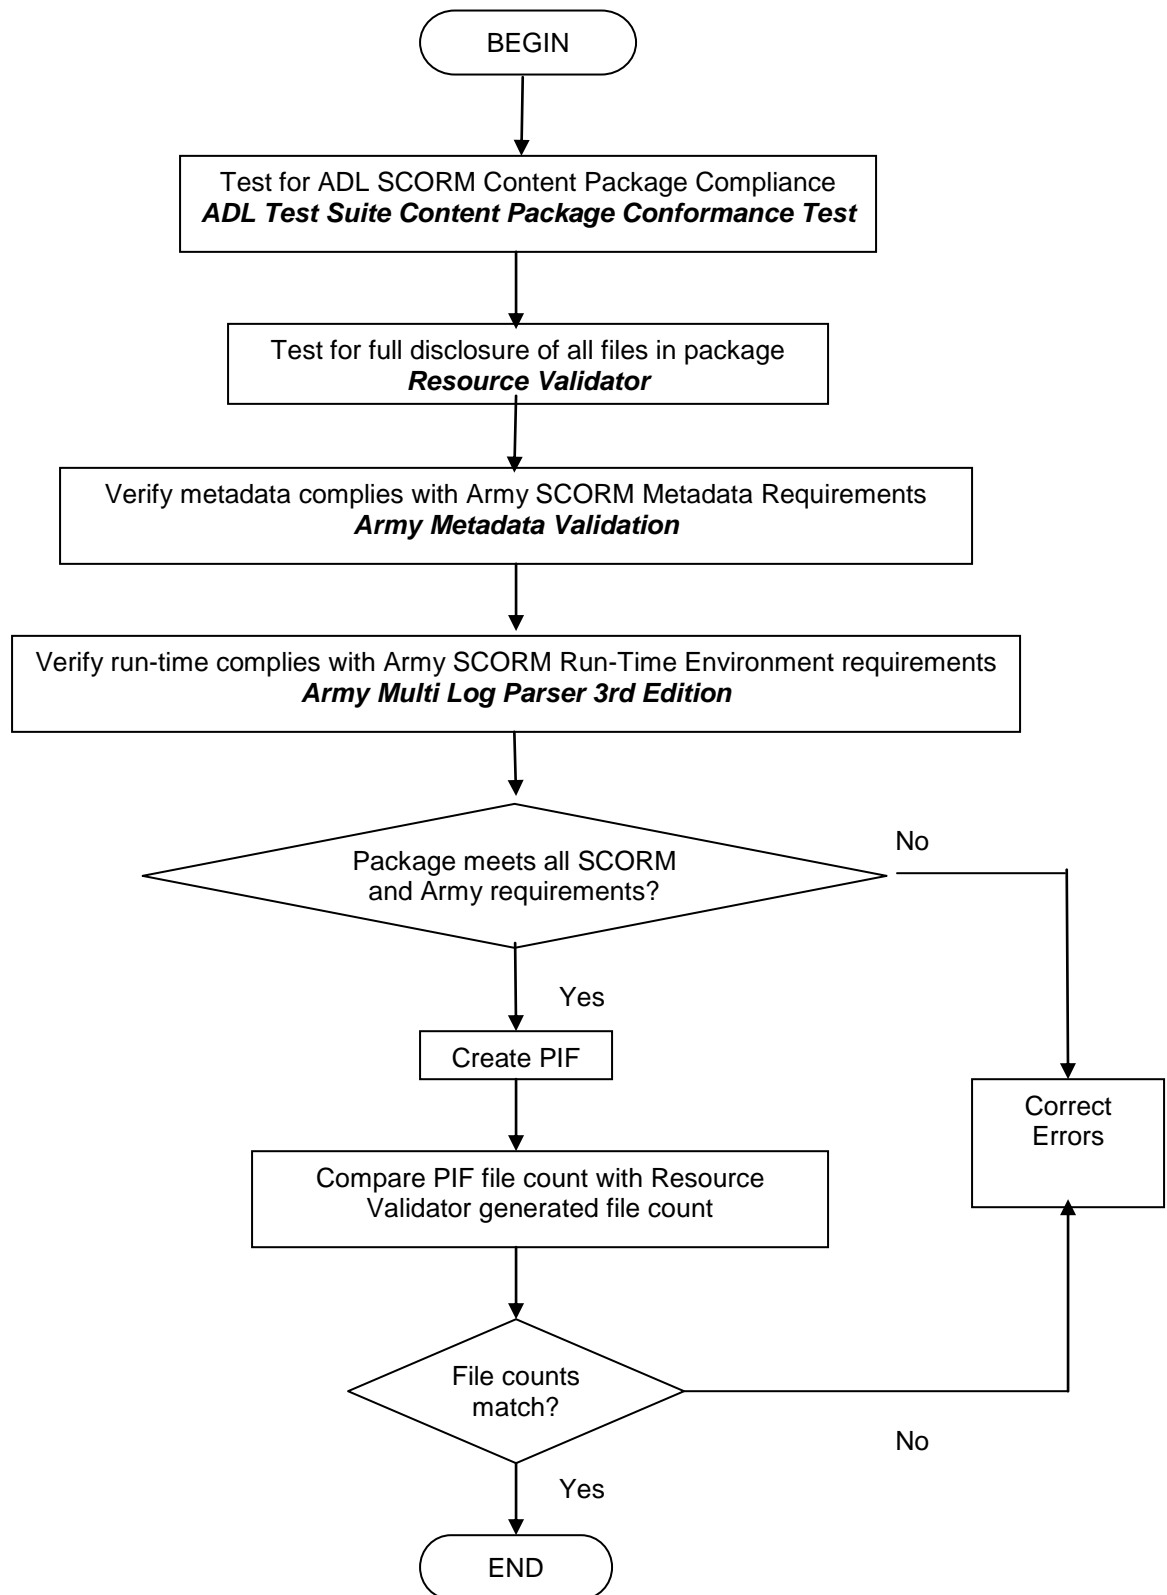 BEGIN
Test for ADL SCORM Content Package Compliance
ADL Test Suite Content Package Conformance Test
Test for full disclosure of all files in package
Resource Validator
Verify metadata complies with Army SCORM Metadata Requirements
Army Metadata Validation
Verify run-time complies with Army SCORM Run-Time Environment requirements
Army Multi Log Parser 3rd Edition
Package meets all SCORM
and Army requirements?
No
Yes
Create PIF
Correct
Errors
Compare PIF file count with Resource
Validator generated file count
File counts
match?
No
Yes
END